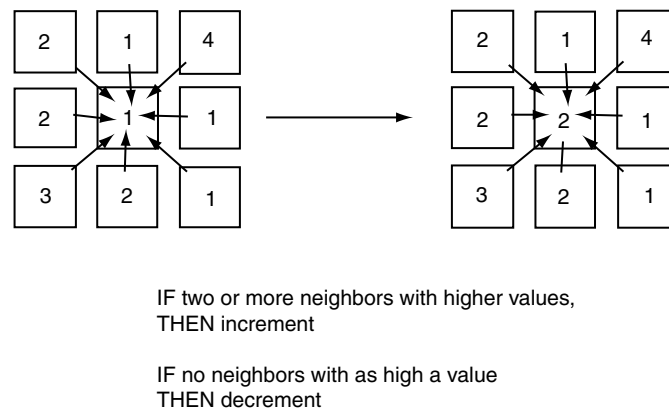 2 1 4 2 1 4
2 1 1 2 2 1
3 2 1 3 2 1
IF two or more neighbors with higher values,
THEN increment
IF no neighbors with as high a value
THEN decrement